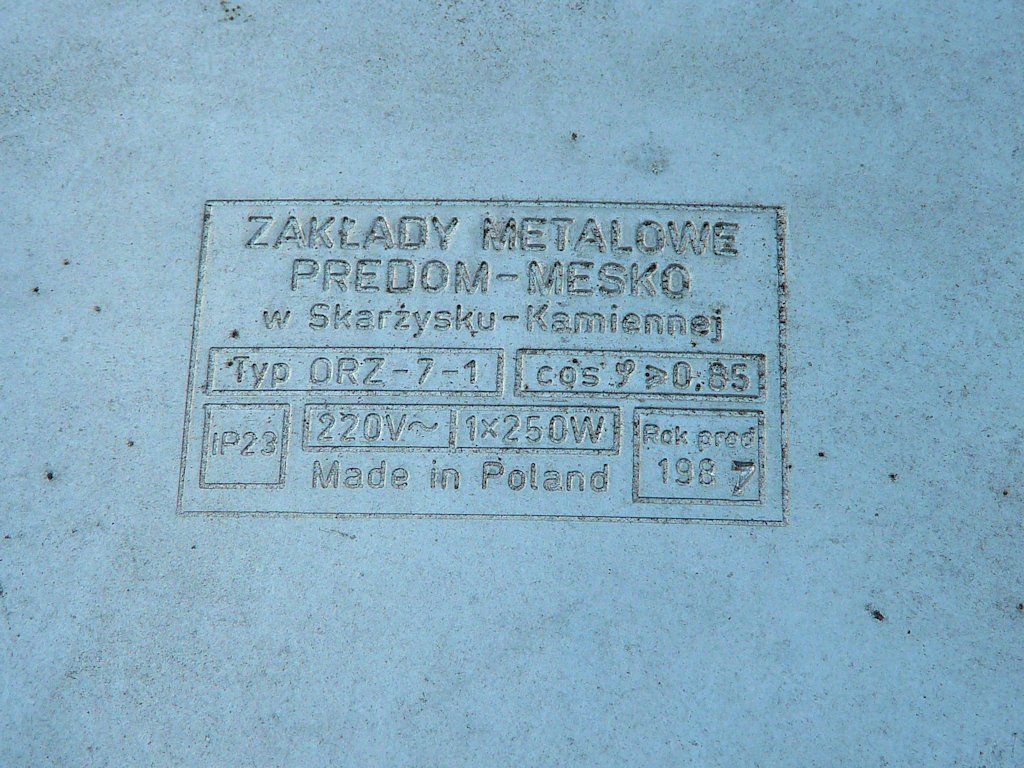 ZAKŁADY METALOWE
PREDOM-MESKO
w Skarżysku-Kamiennej
Typ ORZ-7-1
cos φ ⩾ 0,85
IP23
220V~ 1×250W
Made in Poland
Rok prod
1987